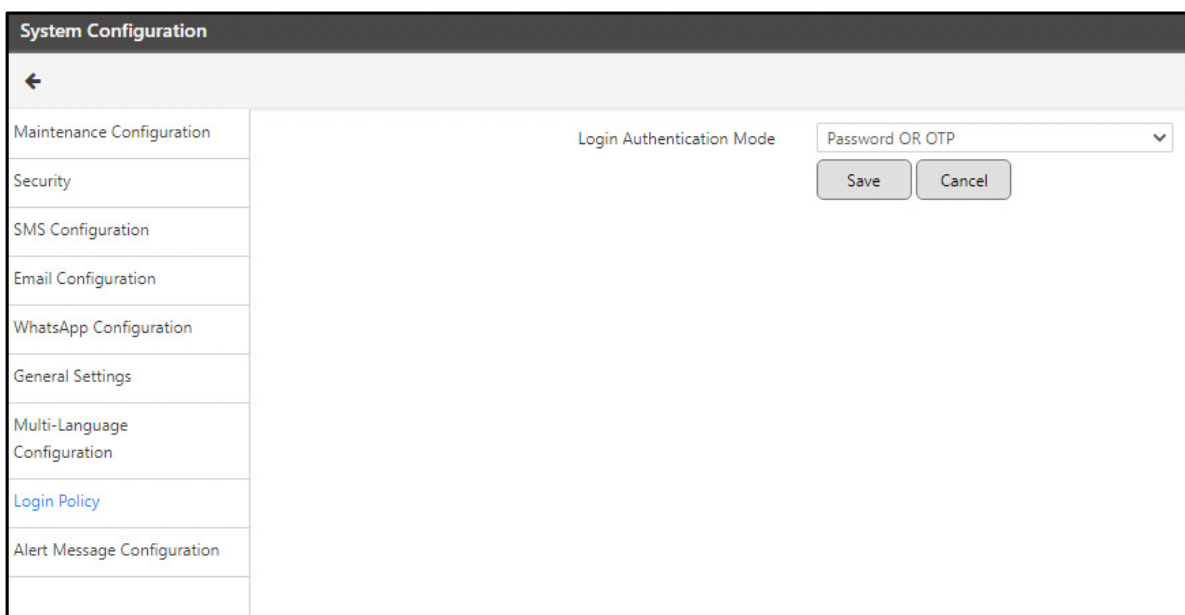 System Configuration
Maintenance Configuration
Security
SMS Configuration
Email Configuration
WhatsApp Configuration
General Settings
Multi-Language
Configuration
Login Policy
Alert Message Configuration
Login Authentication Mode
Password OR OTP
Save
Cancel